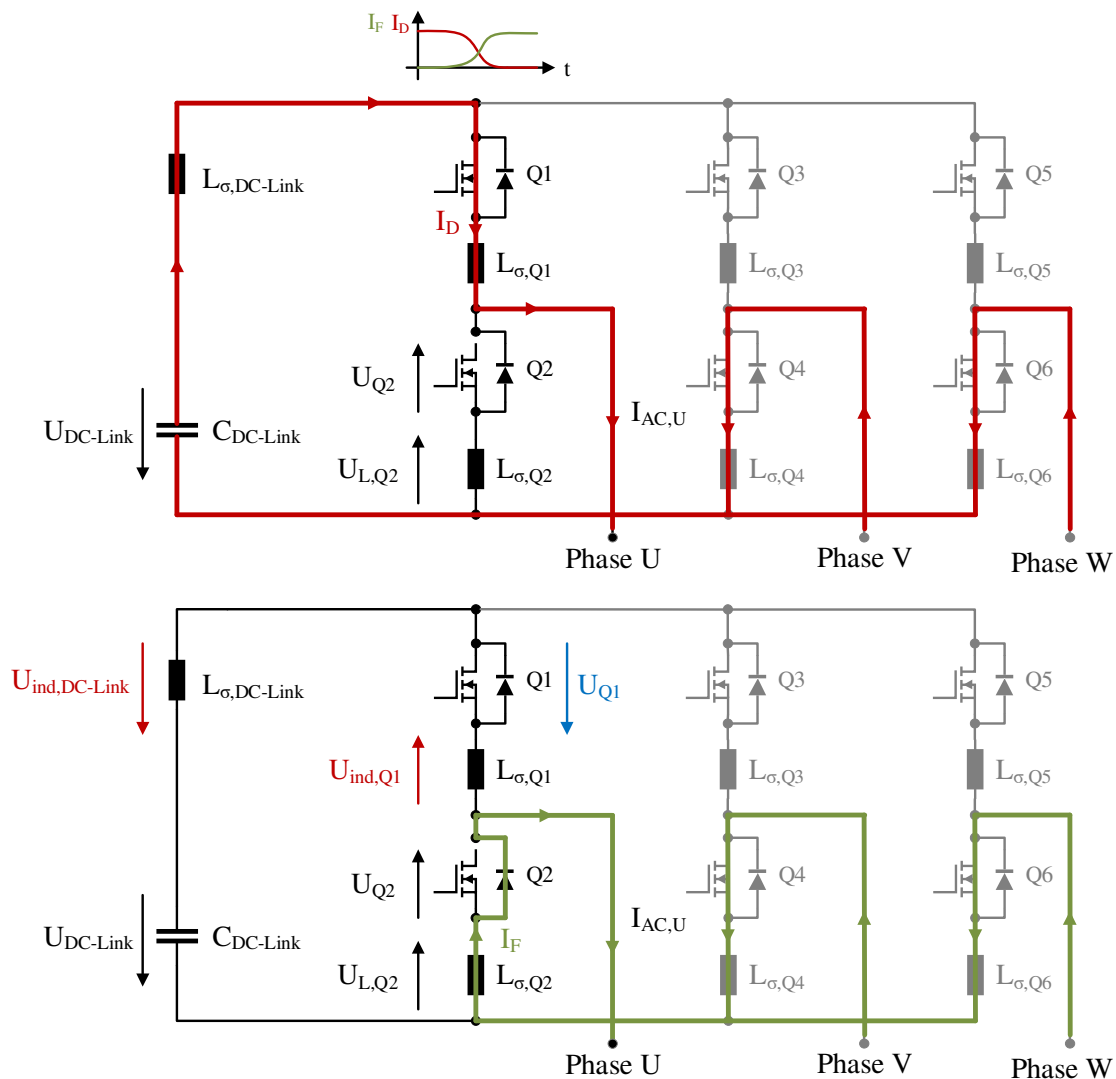 I_F I_D
t
L_σ,DC-Link
Q1
Q3
Q5
I_D
L_σ,Q1
L_σ,Q3
L_σ,Q5
U_Q2
Q2
Q4
Q6
U_DC-Link
C_DC-Link
I_AC,U
U_L,Q2
L_σ,Q2
L_σ,Q4
L_σ,Q6
Phase U
Phase V
Phase W
U_ind,DC-Link
L_σ,DC-Link
Q1
U_Q1
Q3
Q5
U_ind,Q1
L_σ,Q1
L_σ,Q3
L_σ,Q5
U_Q2
Q2
Q4
Q6
U_DC-Link
C_DC-Link
I_AC,U
U_L,Q2
I_F
L_σ,Q2
L_σ,Q4
L_σ,Q6
Phase U
Phase V
Phase W